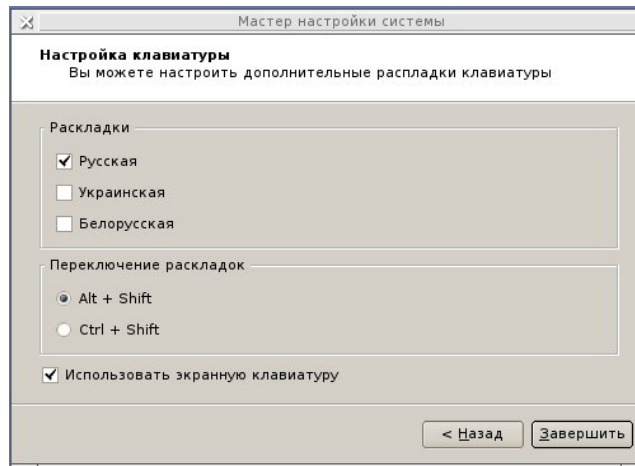 Мастер настройки системы
Настройка клавиатуры
Вы можете настроить дополнительные распладки клавиатуры
Раскладки
Русская
Украинская
Белорусская
Переключение раскладок
Alt + Shift
Ctrl + Shift
Использовать экранную клавиатуру
< Назад
Завершить